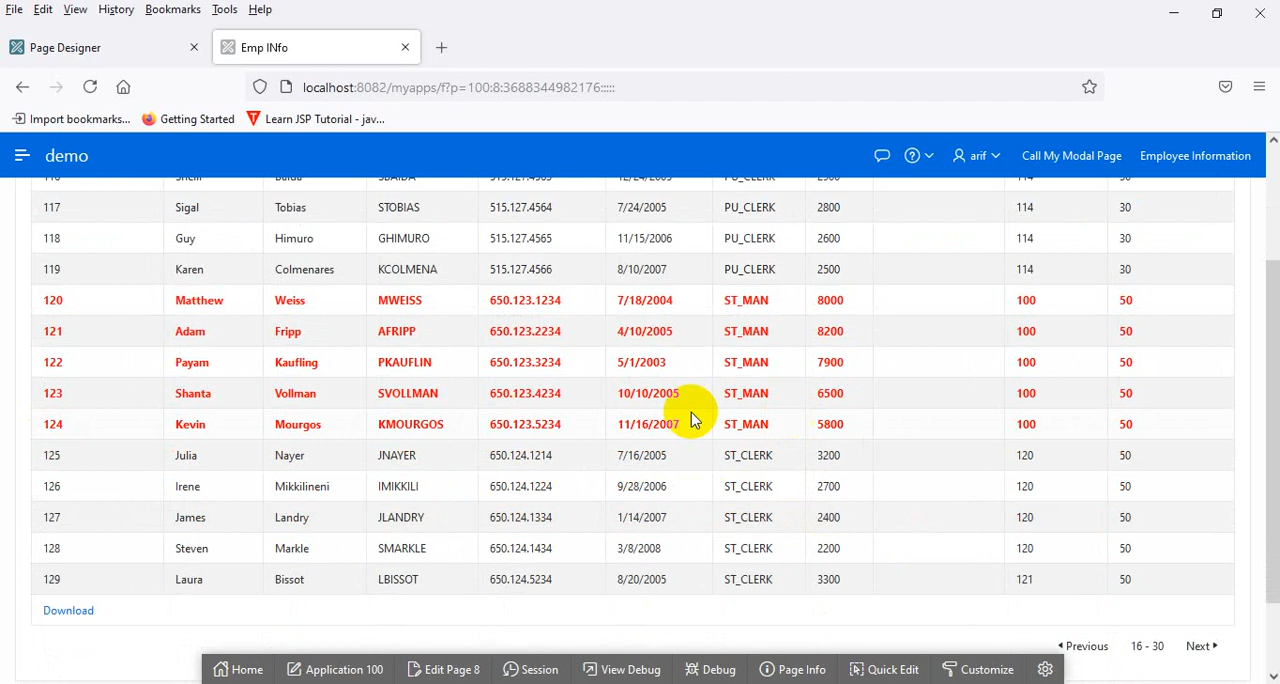 File Edit View History Bookmarks Tools Help
Page Designer Emp INfo
localhost:8082/myapps/f?p=100:8:3688344982176:::::
Import bookmarks... Getting Started Learn JSP Tutorial - jav...
demo arif Call My Modal Page Employee Information
117 Sigal Tobias STOBIAS 515.127.4564 7/24/2005 PU_CLERK 2800 114 30
118 Guy Himuro GHIMURO 515.127.4565 11/15/2006 PU_CLERK 2600 114 30
119 Karen Colmenares KCOLMENA 515.127.4566 8/10/2007 PU_CLERK 2500 114 30
120 Matthew Weiss MWEISS 650.123.1234 7/18/2004 ST_MAN 8000 100 50
121 Adam Fripp AFRIPP 650.123.2234 4/10/2005 ST_MAN 8200 100 50
122 Payam Kaufling PKAUFLIN 650.123.3234 5/1/2003 ST_MAN 7900 100 50
123 Shanta Vollman SVOLLMAN 650.123.4234 10/10/2005 ST_MAN 6500 100 50
124 Kevin Mourgos KMOURGOS 650.123.5234 11/16/2007 ST_MAN 5800 100 50
125 Julia Nayer JNAYER 650.124.1214 7/16/2005 ST_CLERK 3200 120 50
126 Irene Mikkilineni IMIKKILI 650.124.1224 9/28/2006 ST_CLERK 2700 120 50
127 James Landry JLANDRY 650.124.1334 1/14/2007 ST_CLERK 2400 120 50
128 Steven Markle SMARKLE 650.124.1434 3/8/2008 ST_CLERK 2200 120 50
129 Laura Bissot LBISSOT 650.124.5234 8/20/2005 ST_CLERK 3300 121 50
Download
Previous 16 - 30 Next
Home Application 100 Edit Page 8 Session View Debug Debug Page Info Quick Edit Customize